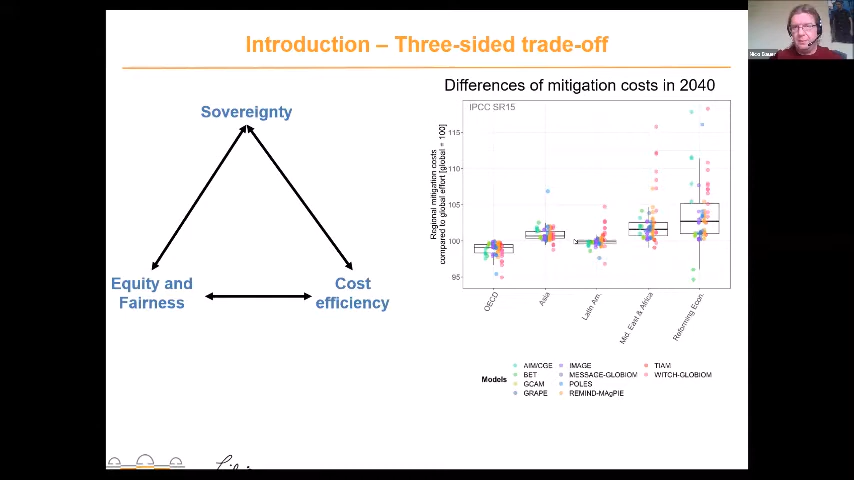 Introduction – Three-sided trade-off
Sovereignty
Equity and
Fairness
Cost
efficiency
Differences of mitigation costs in 2040
IPCC SR15
Regional mitigation costs
compared to global effort [global = 100]
115
110
105
100
95
OECD
Asia
Latin Am.
Mid. East & Africa
Reforming Econ.
Models
AIM/CGE
BET
GCAM
GRAPE
IMAGE
MESSAGE-GLOBIOM
POLES
REMIND-MAgPIE
TIAM
WITCH-GLOBIOM
Nico Bauer